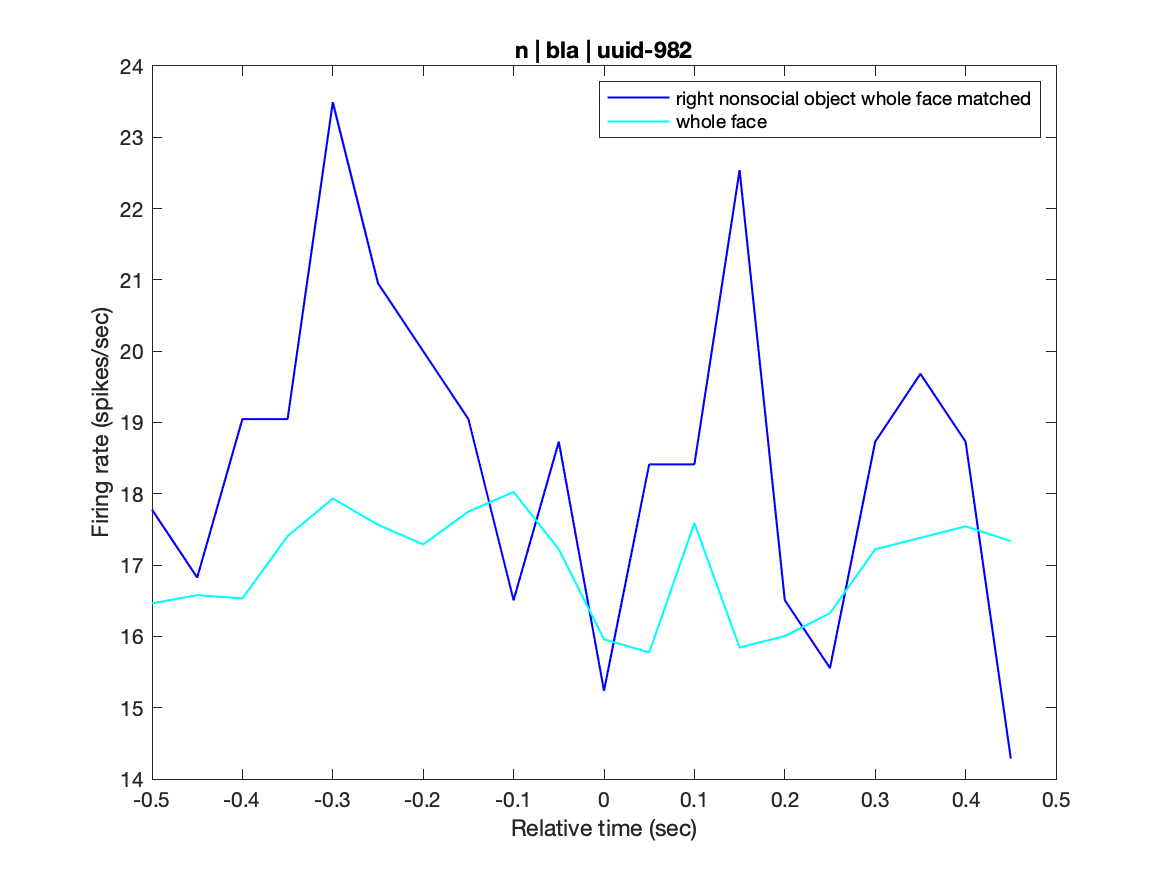 n | bla | uuid-982
right nonsocial object whole face matched
whole face
Firing rate (spikes/sec)
24
23
22
21
20
19
18
17
16
15
14
-0.5 -0.4 -0.3 -0.2 -0.1 0 0.1 0.2 0.3 0.4 0.5
Relative time (sec)